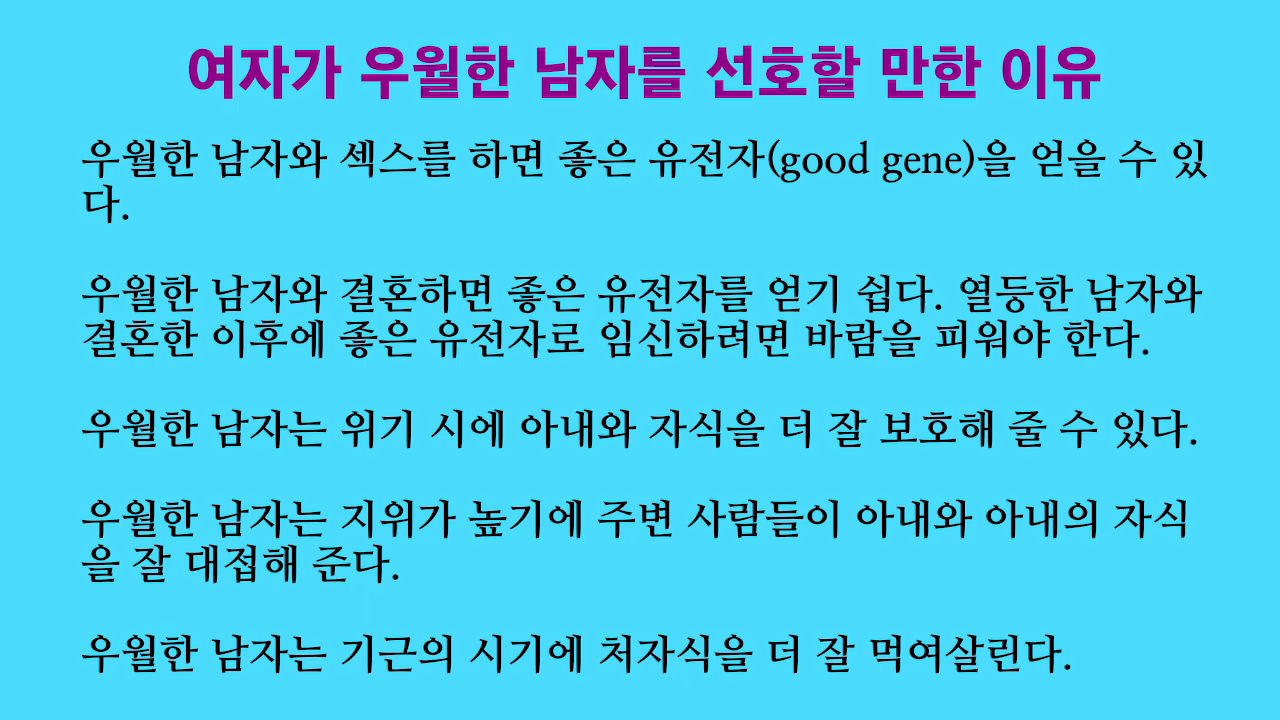 여자가 우월한 남자를 선호할 만한 이유
우월한 남자와 섹스를 하면 좋은 유전자(good gene)을 얻을 수 있
다.
우월한 남자와 결혼하면 좋은 유전자를 얻기 쉽다. 열등한 남자와
결혼한 이후에 좋은 유전자로 임신하려면 바람을 피워야 한다.
우월한 남자는 위기 시에 아내와 자식을 더 잘 보호해 줄 수 있다.
우월한 남자는 지위가 높기에 주변 사람들이 아내와 아내의 자식
을 잘 대접해 준다.
우월한 남자는 기근의 시기에 처자식을 더 잘 먹여살린다.